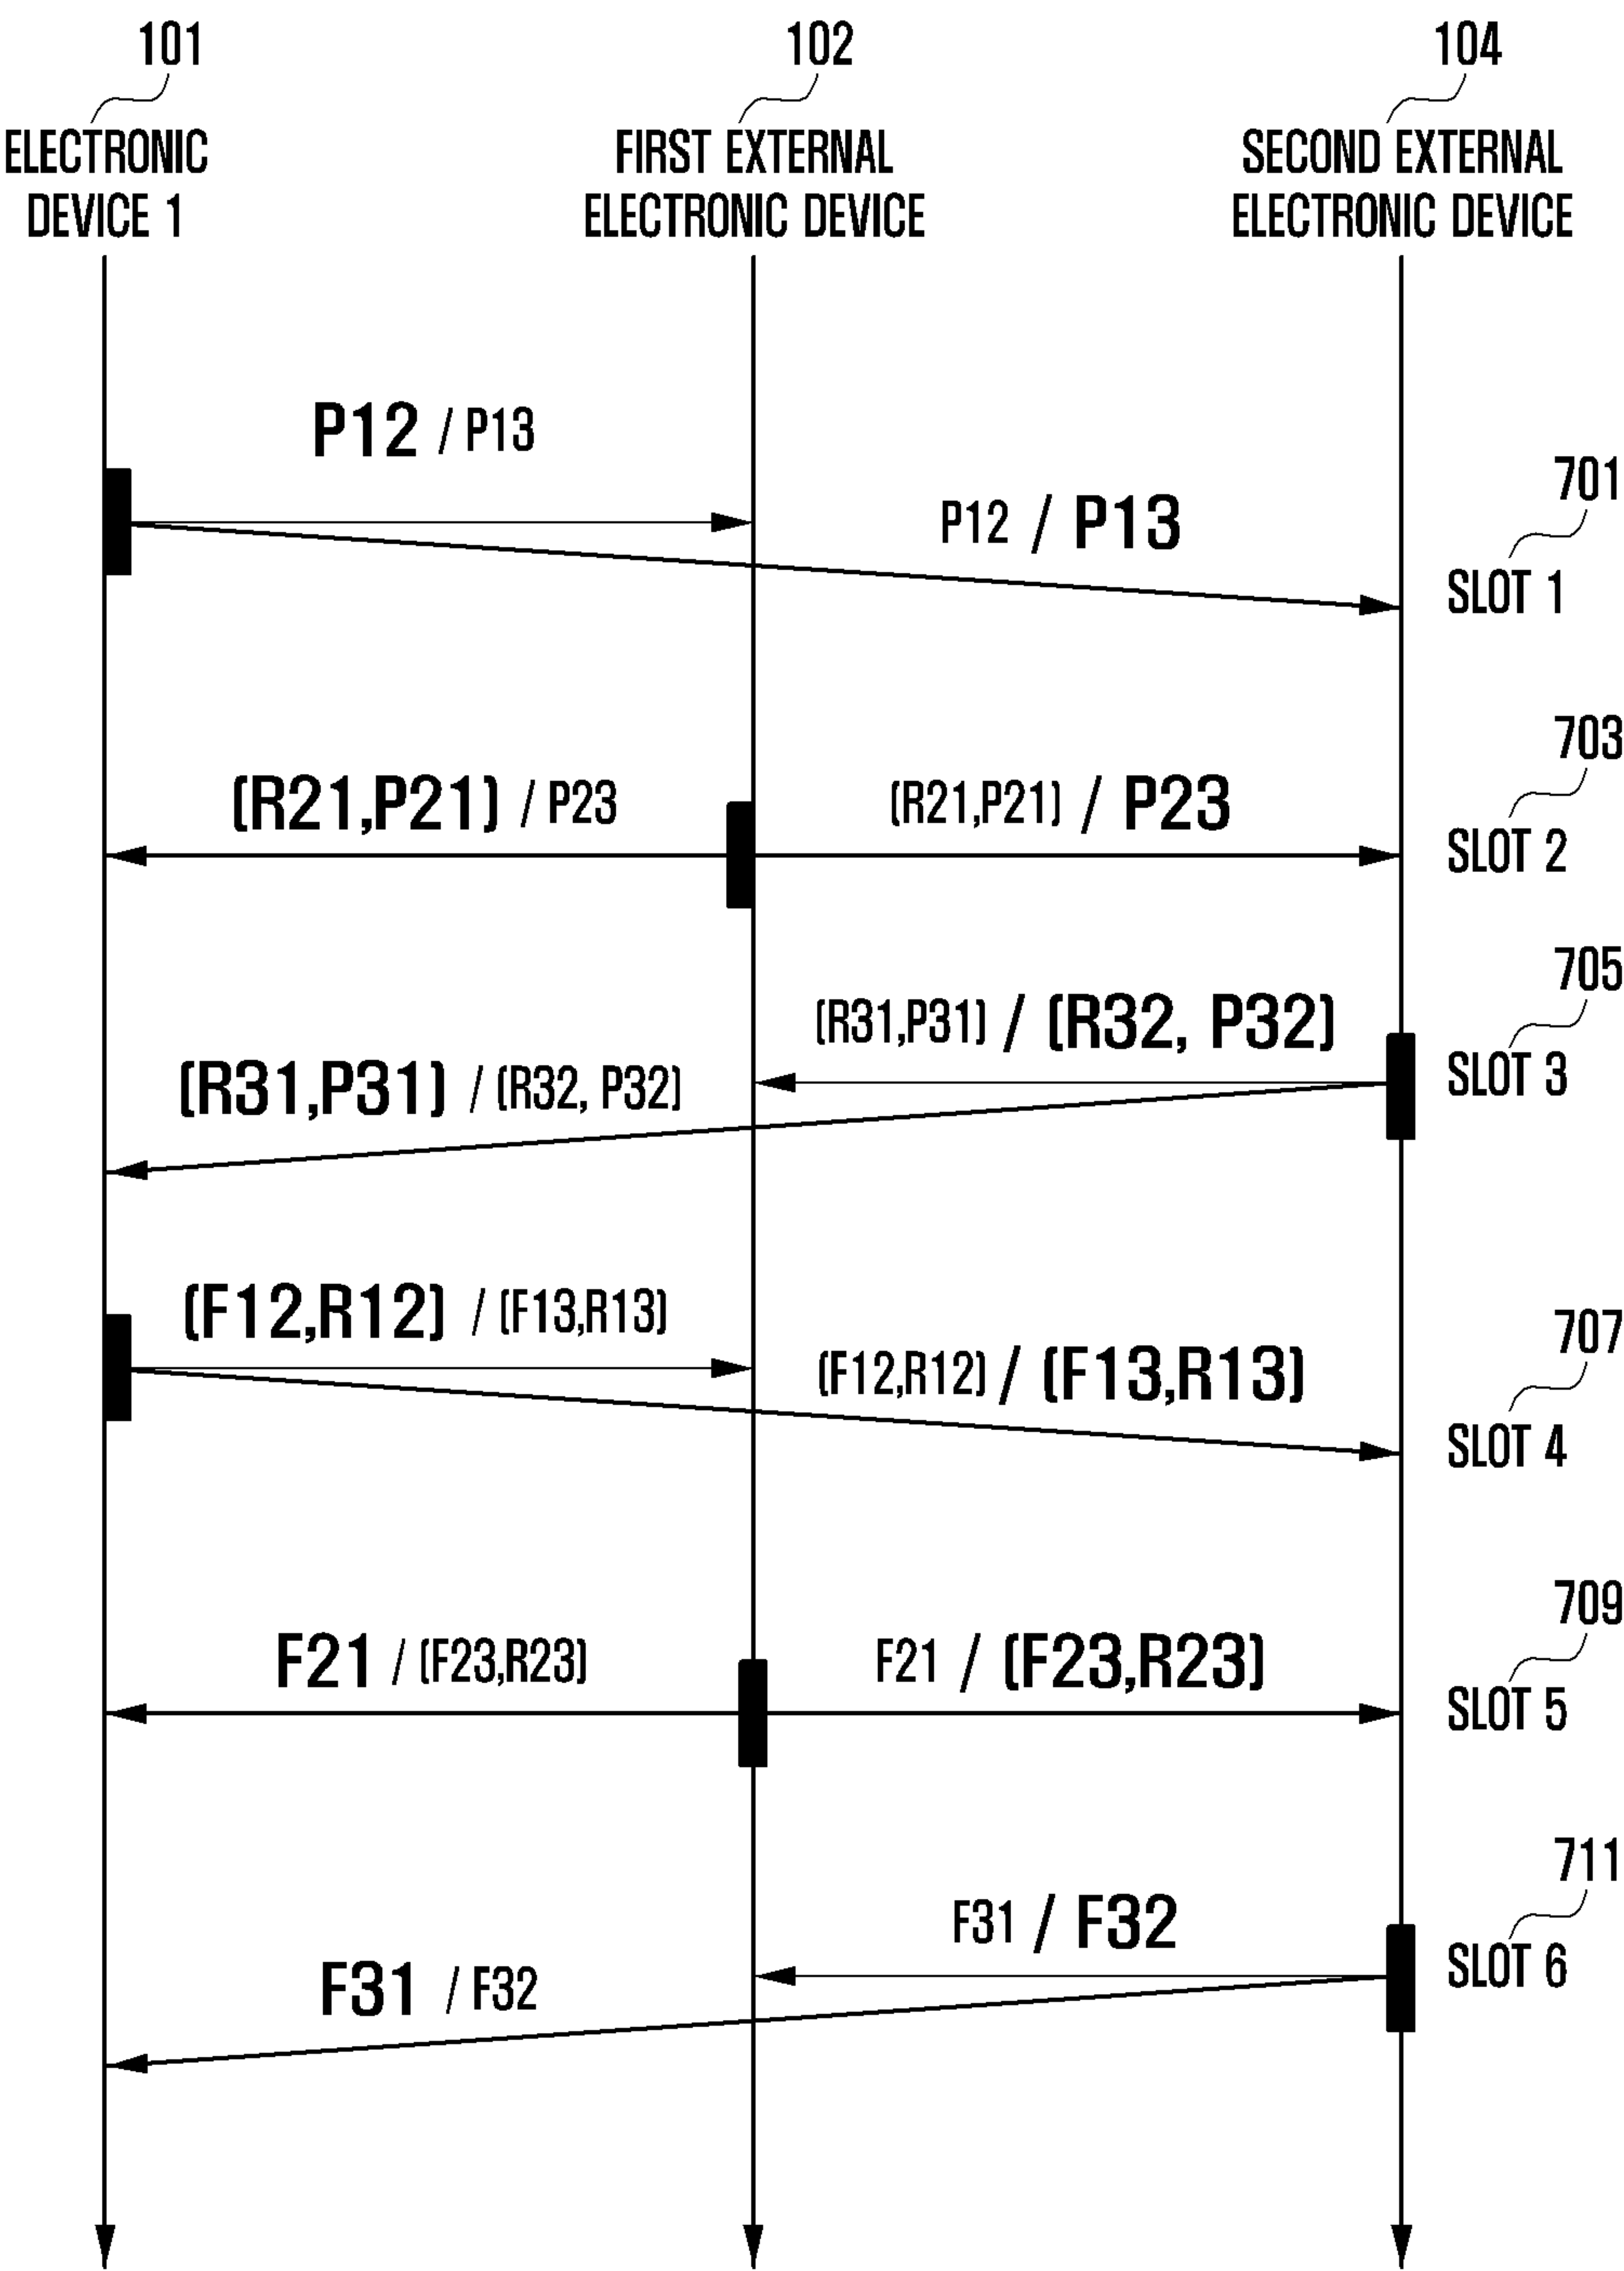 101
102
104
ELECTRONIC
DEVICE 1
FIRST EXTERNAL
ELECTRONIC DEVICE
SECOND EXTERNAL
ELECTRONIC DEVICE
P12 / P13
P12 / P13
701
SLOT 1
(R21,P21) / P23
(R21,P21) / P23
703
SLOT 2
(R31,P31) / (R32, P32)
705
SLOT 3
(R31,P31) / (R32, P32)
(F12,R12) / (F13,R13)
(F12,R12) / (F13,R13)
707
SLOT 4
F21 / (F23,R23)
F21 / (F23,R23)
709
SLOT 5
F31 / F32
711
SLOT 6
F31 / F32